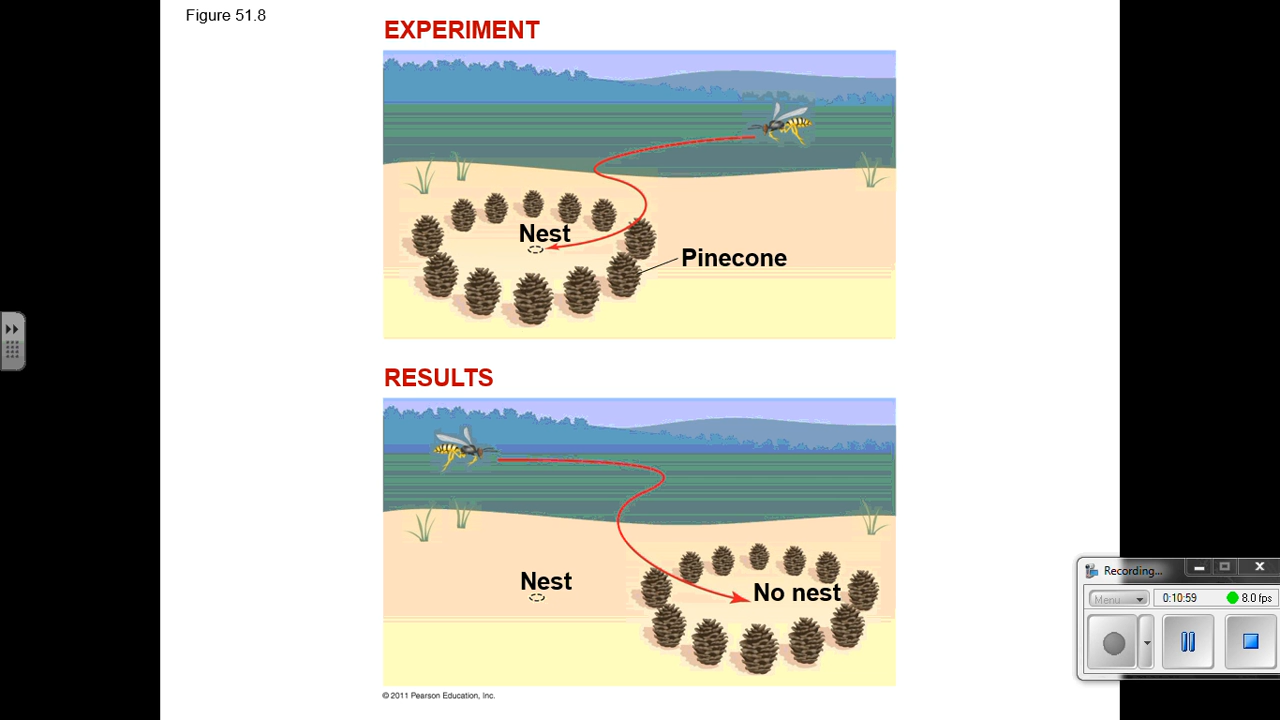 Figure 51.8
EXPERIMENT
Nest
Pinecone
RESULTS
Nest
No nest
© 2011 Pearson Education, Inc.
Recording...
Menu
0:10:59
8.0 fps